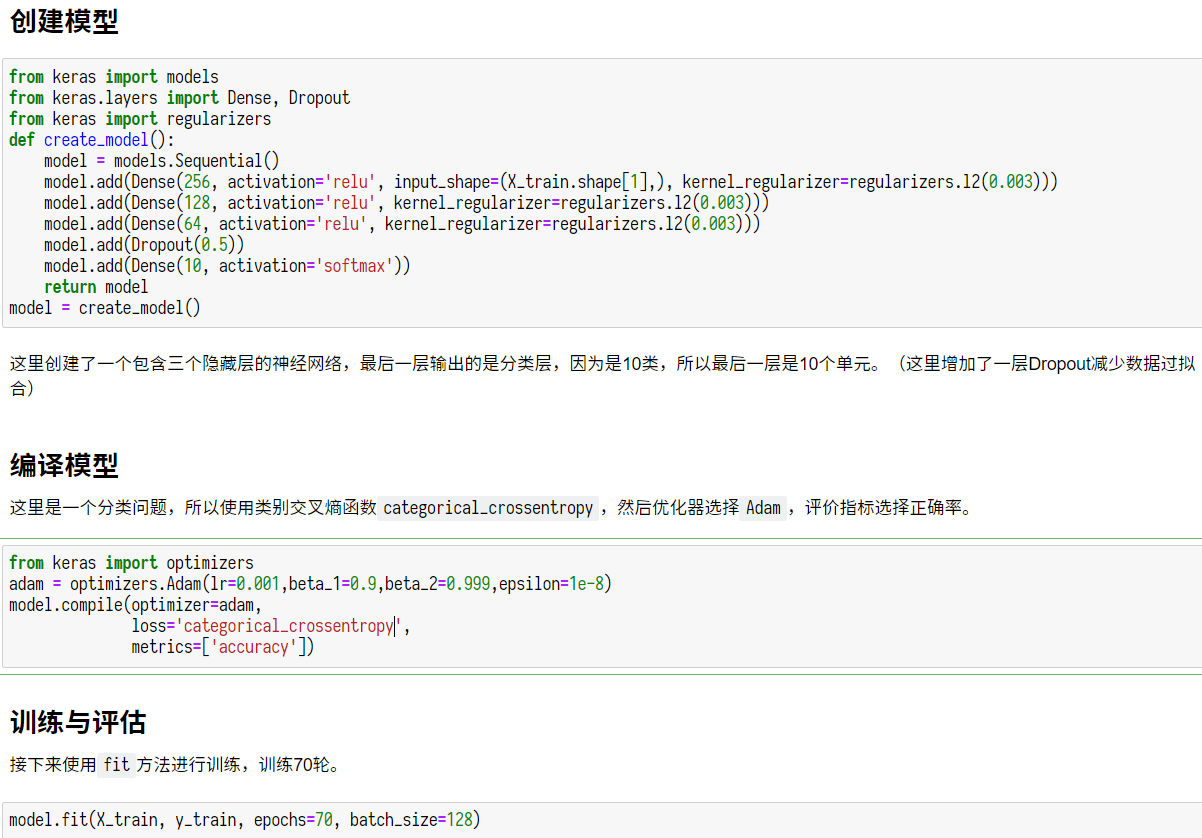 创建模型
from keras import models
from keras.layers import Dense, Dropout
from keras import regularizers
def create_model():
    model = models.Sequential()
    model.add(Dense(256, activation='relu', input_shape=(X_train.shape[1],), kernel_regularizer=regularizers.l2(0.003)))
    model.add(Dense(128, activation='relu', kernel_regularizer=regularizers.l2(0.003)))
    model.add(Dense(64, activation='relu', kernel_regularizer=regularizers.l2(0.003)))
    model.add(Dropout(0.5))
    model.add(Dense(10, activation='softmax'))
    return model
model = create_model()
这里创建了一个包含三个隐藏层的神经网络，最后一层输出的是分类层，因为是10类，所以最后一层是10个单元。（这里增加了一层Dropout减少数据过拟
合）
编译模型
这里是一个分类问题，所以使用类别交叉熵函数 categorical_crossentropy ，然后优化器选择 Adam ，评价指标选择正确率。
from keras import optimizers
adam = optimizers.Adam(lr=0.001,beta_1=0.9,beta_2=0.999,epsilon=1e-8)
model.compile(optimizer=adam,
              loss='categorical_crossentropy',
              metrics=['accuracy'])
训练与评估
接下来使用 fit 方法进行训练，训练70轮。
model.fit(X_train, y_train, epochs=70, batch_size=128)